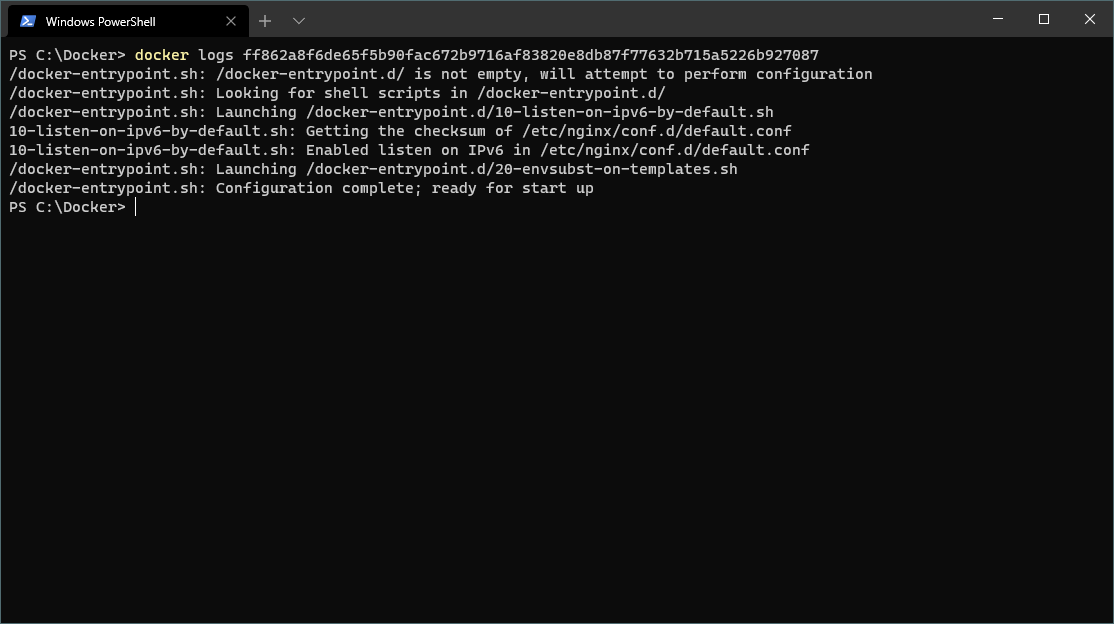 Windows PowerShell
PS C:\Docker> docker logs ff862a8f6de65f5b90fac672b9716af83820e8db87f77632b715a5226b927087
/docker-entrypoint.sh: /docker-entrypoint.d/ is not empty, will attempt to perform configuration
/docker-entrypoint.sh: Looking for shell scripts in /docker-entrypoint.d/
/docker-entrypoint.sh: Launching /docker-entrypoint.d/10-listen-on-ipv6-by-default.sh
10-listen-on-ipv6-by-default.sh: Getting the checksum of /etc/nginx/conf.d/default.conf
10-listen-on-ipv6-by-default.sh: Enabled listen on IPv6 in /etc/nginx/conf.d/default.conf
/docker-entrypoint.sh: Launching /docker-entrypoint.d/20-envsubst-on-templates.sh
/docker-entrypoint.sh: Configuration complete; ready for start up
PS C:\Docker>